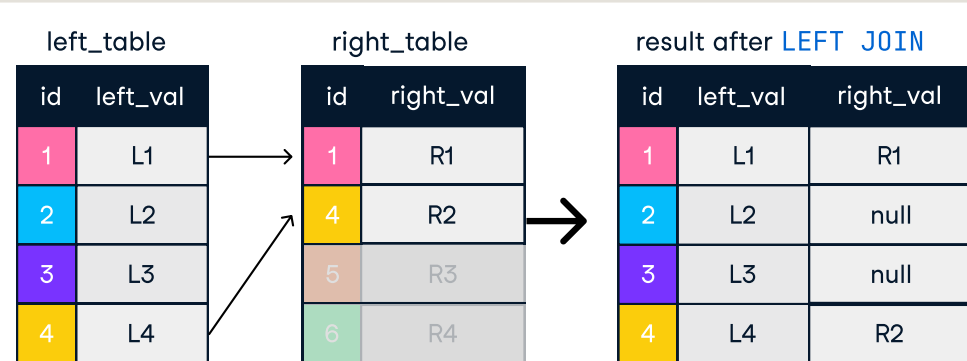 left_table right_table result after LEFT JOIN
id left_val id right_val id left_val right_val
1 L1 1 R1 1 L1 R1
2 L2 4 R2 2 L2 null
3 L3 5 R3 3 L3 null
4 L4 6 R4 4 L4 R2